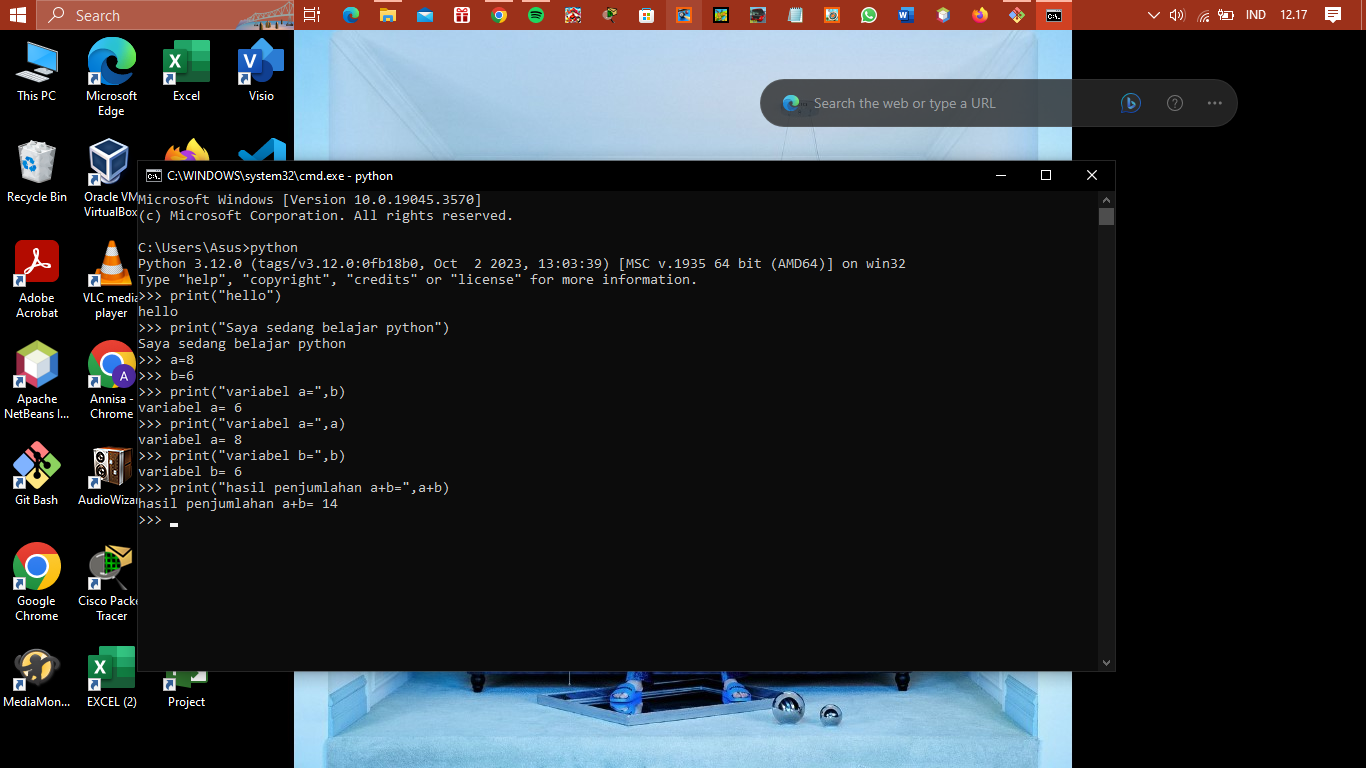 Search
IND
12.17
This PC
Microsoft Edge
Excel
Visio
Search the web or type a URL
Recycle Bin
Oracle VM VirtualBox
C:\WINDOWS\system32\cmd.exe - python
Microsoft Windows [Version 10.0.19045.3570]
(c) Microsoft Corporation. All rights reserved.
C:\Users\Asus>python
Python 3.12.0 (tags/v3.12.0:0fb18b0, Oct  2 2023, 13:03:39) [MSC v.1935 64 bit (AMD64)] on win32
Type "help", "copyright", "credits" or "license" for more information.
>>> print("hello")
hello
>>> print("Saya sedang belajar python")
Saya sedang belajar python
>>> a=8
>>> b=6
>>> print("variabel a=",b)
variabel a= 6
>>> print("variabel a=",a)
variabel a= 8
>>> print("variabel b=",b)
variabel b= 6
>>> print("hasil penjumlahan a+b=",a+b)
hasil penjumlahan a+b= 14
>>>
Adobe Acrobat
VLC media player
Apache NetBeans I...
A
Annisa - Chrome
Git Bash
AudioWizar
Google Chrome
Cisco Packe Tracer
MediaMon...
EXCEL (2)
Project